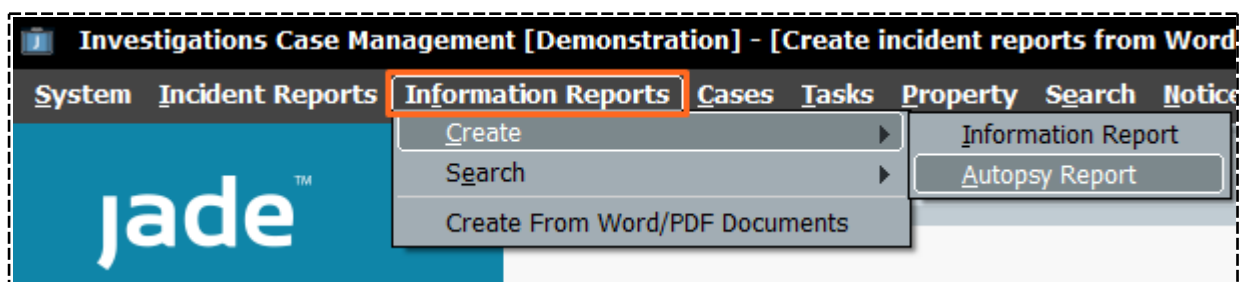 Investigations Case Management [Demonstration] - [Create incident reports from Word
System Incident Reports Information Reports Cases Tasks Property Search Notice
Create
Information Report
Search
Autopsy Report
Create From Word/PDF Documents
jade™